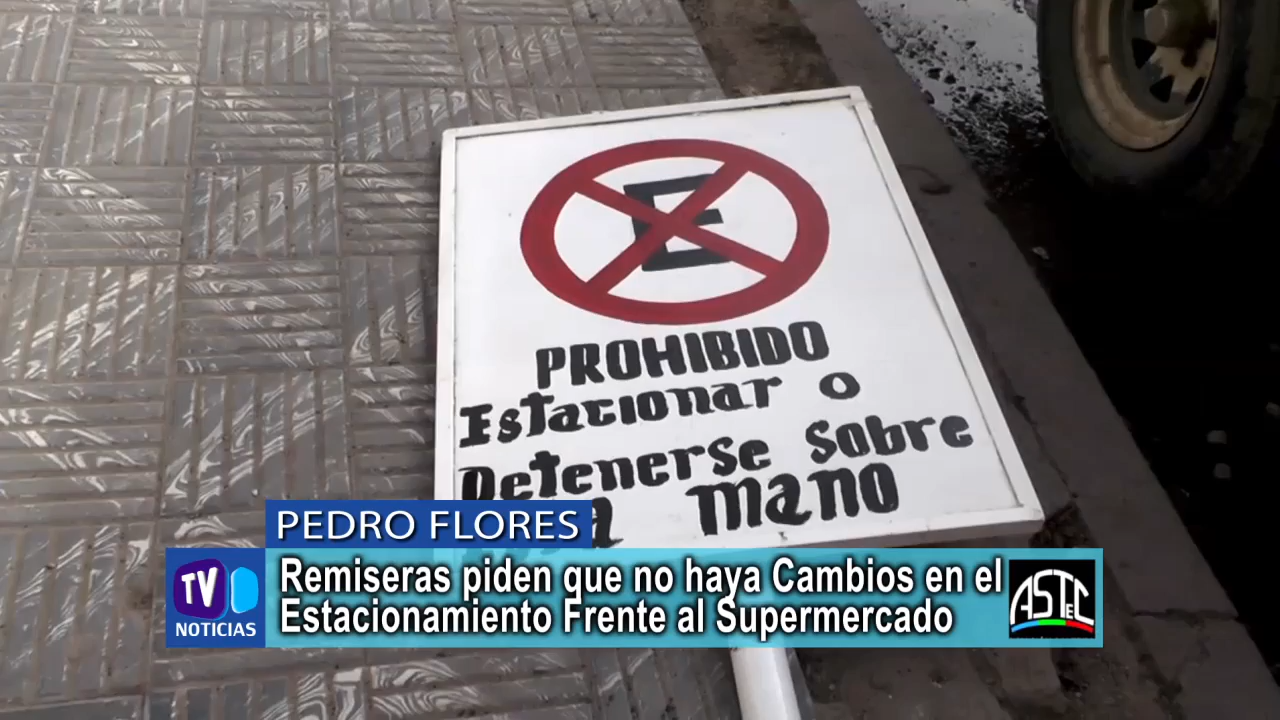 E
PROHIBIDO
Estacionar o
Detenerse sobre
mano
PEDRO FLORES
Remiseras piden que no haya Cambios en el
Estacionamiento Frente al Supermercado
TV
NOTICIAS
ASTEC